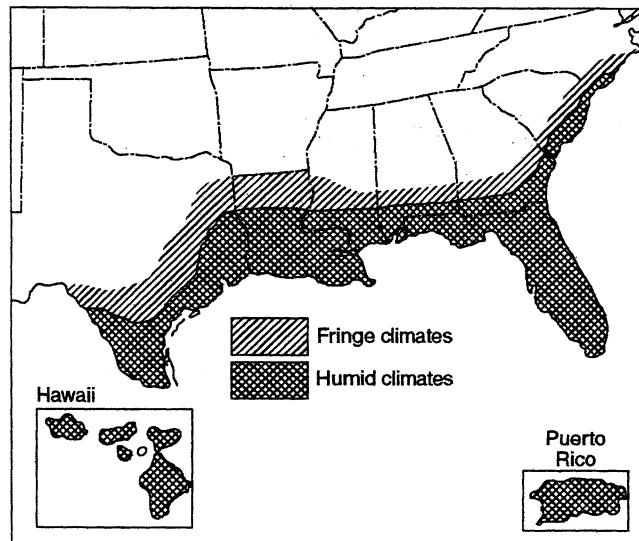 Fringe climates
Humid climates
Hawaii
Puerto
Rico